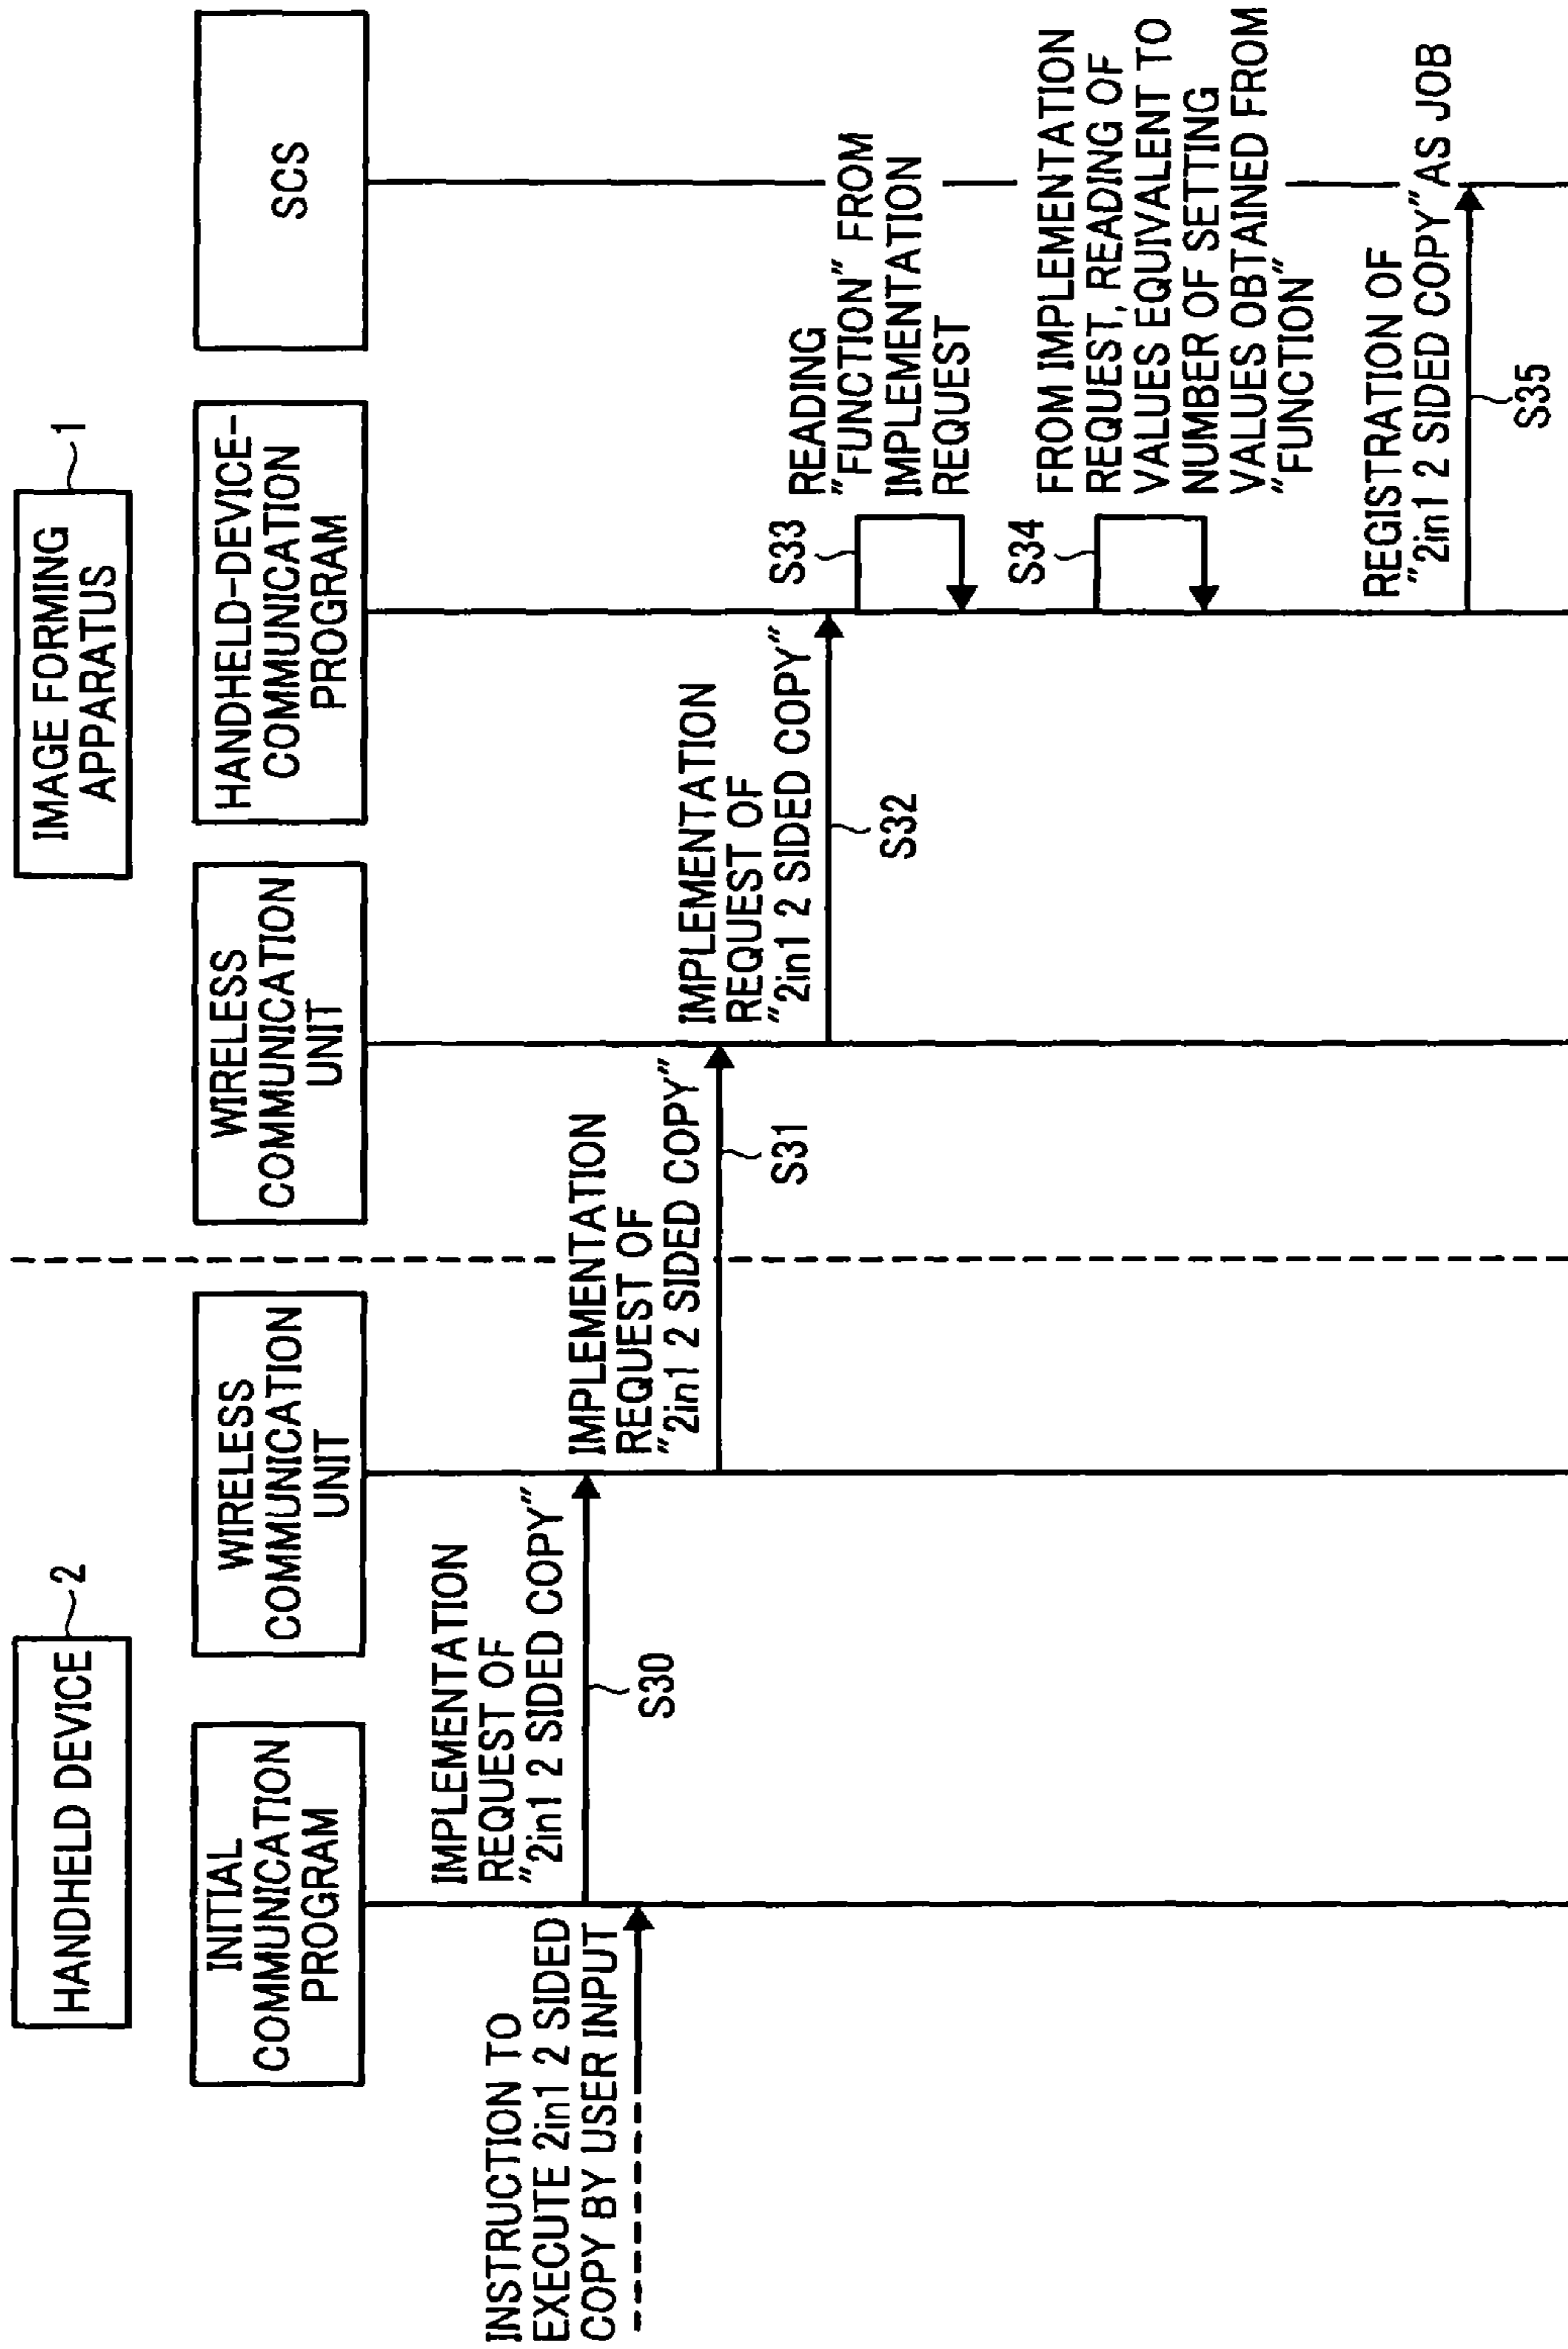 HANDHELD DEVICE
2
IMAGE FORMING
APPARATUS
1
INITIAL
COMMUNICATION
PROGRAM
WIRELESS
COMMUNICATION
UNIT
WIRELESS
COMMUNICATION
UNIT
HANDHELD-DEVICE-
COMMUNICATION
PROGRAM
SCS
INSTRUCTION TO
EXECUTE 2in1 2 SIDED
COPY BY USER INPUT
IMPLEMENTATION
REQUEST OF
"2in1 2 SIDED COPY"
S30
IMPLEMENTATION
REQUEST OF
"2in1 2 SIDED COPY"
S31
IMPLEMENTATION
REQUEST OF
"2in1 2 SIDED COPY"
S32
S33
READING
"FUNCTION" FROM
IMPLEMENTATION
REQUEST
S34
FROM IMPLEMENTATION
REQUEST, READING OF
VALUES EQUIVALENT TO
NUMBER OF SETTING
VALUES OBTAINED FROM
"FUNCTION"
REGISTRATION OF
"2in1 2 SIDED COPY" AS JOB
S35